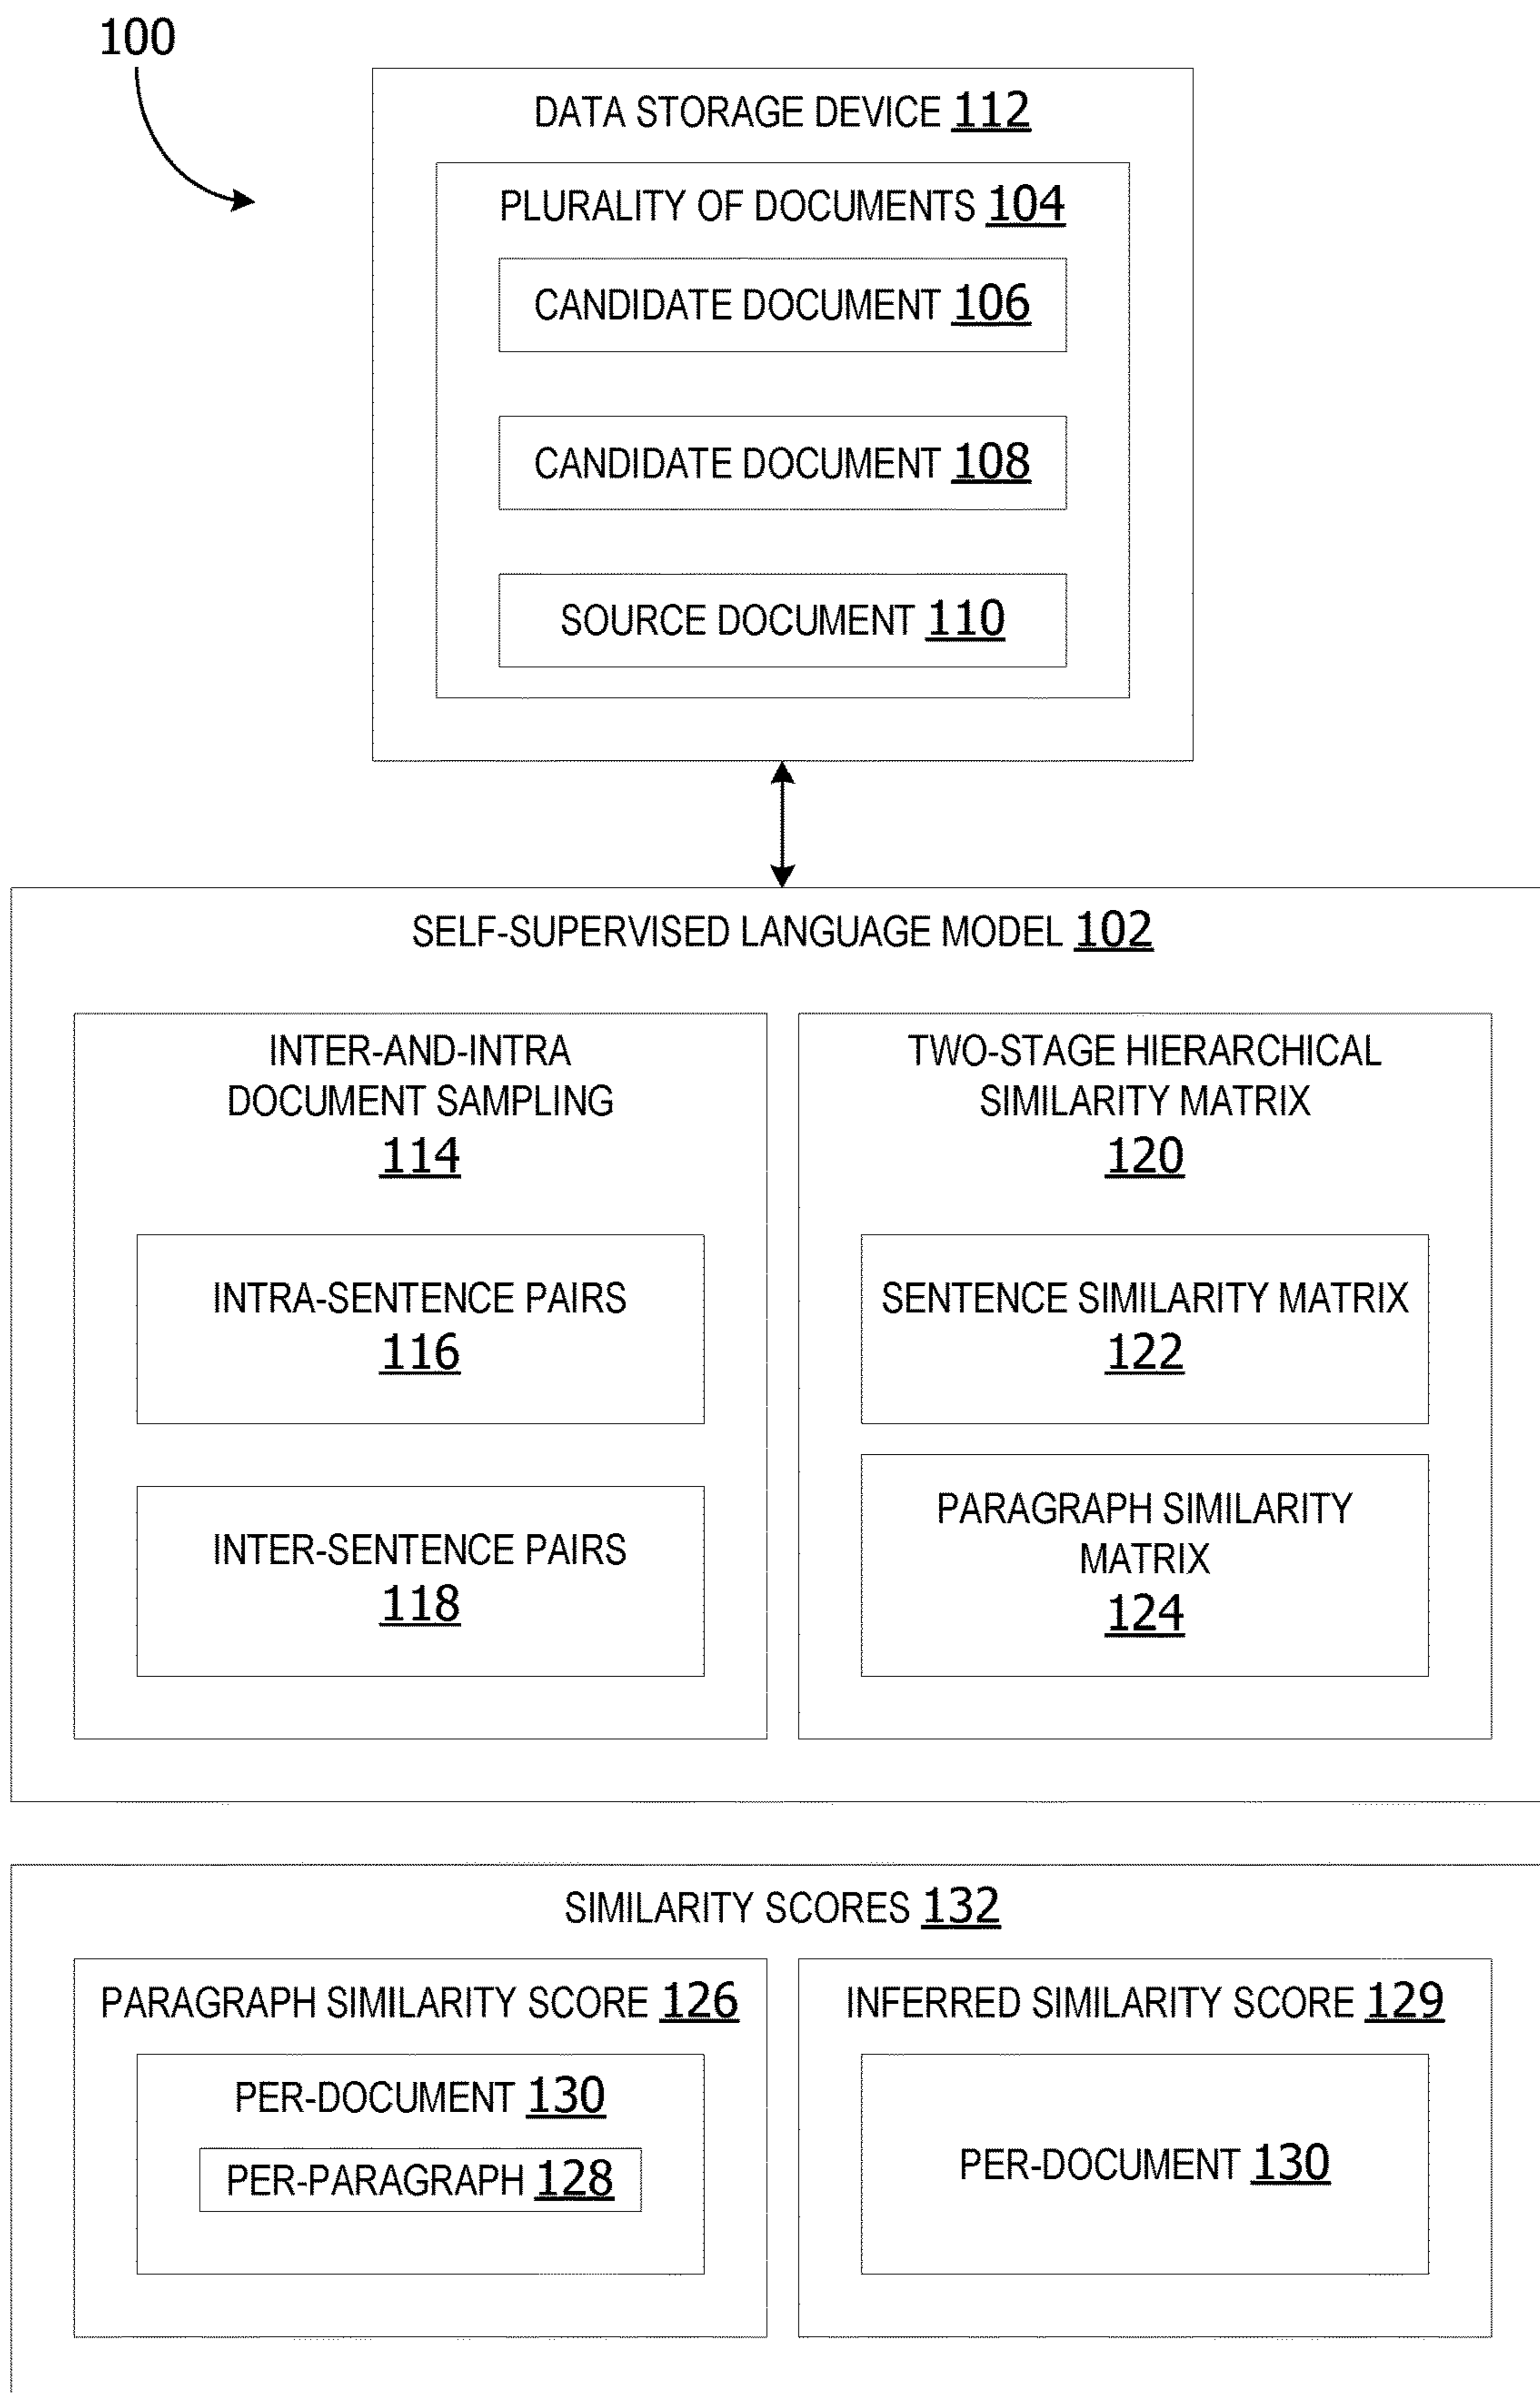 100
DATA STORAGE DEVICE 112
PLURALITY OF DOCUMENTS 104
CANDIDATE DOCUMENT 106
CANDIDATE DOCUMENT 108
SOURCE DOCUMENT 110
SELF-SUPERVISED LANGUAGE MODEL 102
INTER-AND-INTRA
DOCUMENT SAMPLING
114
INTRA-SENTENCE PAIRS
116
INTER-SENTENCE PAIRS
118
TWO-STAGE HIERARCHICAL
SIMILARITY MATRIX
120
SENTENCE SIMILARITY MATRIX
122
PARAGRAPH SIMILARITY
MATRIX
124
SIMILARITY SCORES 132
PARAGRAPH SIMILARITY SCORE 126
PER-DOCUMENT 130
PER-PARAGRAPH 128
INFERRED SIMILARITY SCORE 129
PER-DOCUMENT 130